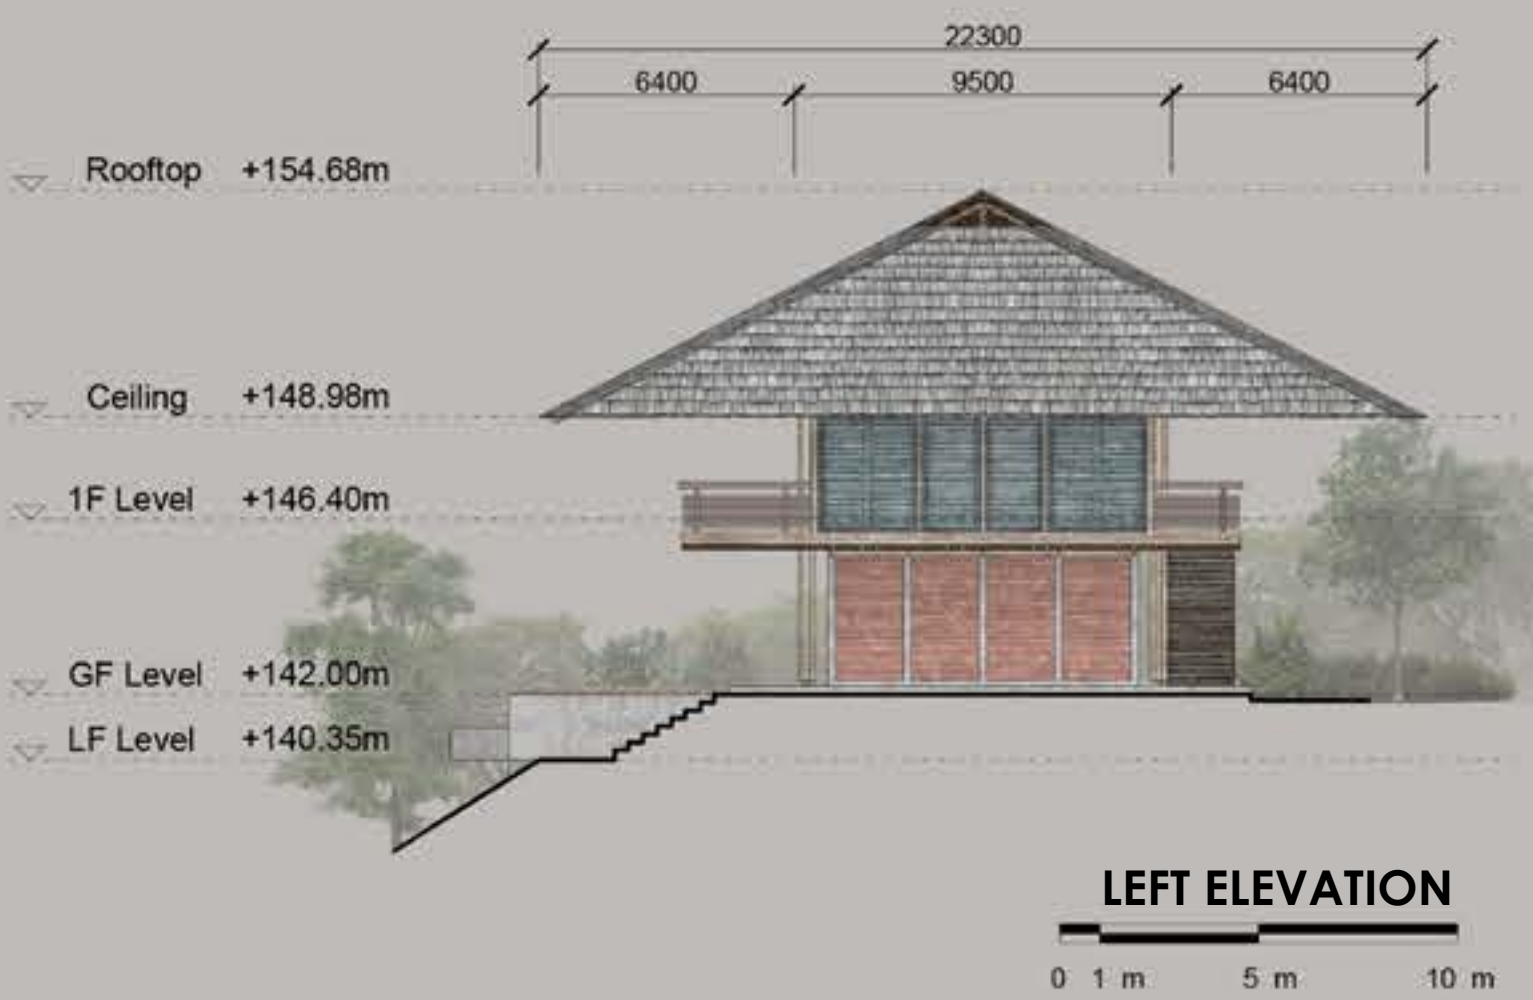 22300
6400 9500 6400
Rooftop +154.68m
Ceiling +148.98m
1F Level +146.40m
GF Level +142.00m
LF Level +140.35m
LEFT ELEVATION
0 1 m 5 m 10 m